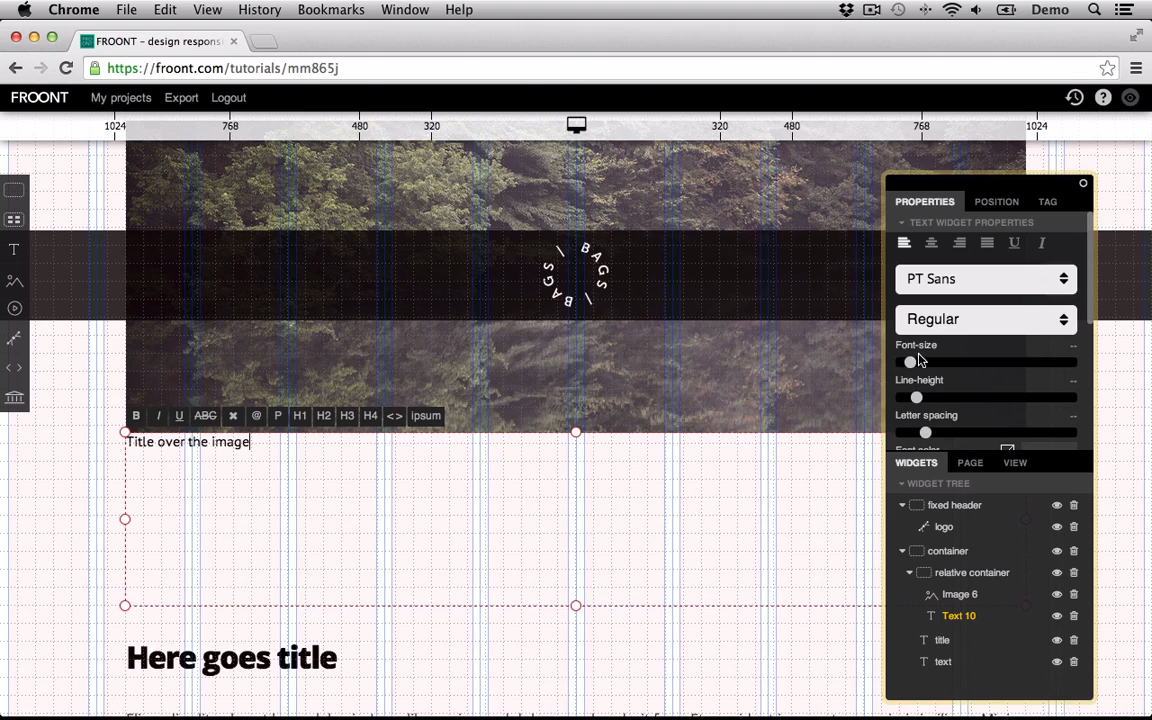 Chrome File Edit View History Bookmarks Window Help Demo
FROONT – design respons
https://froont.com/tutorials/mm865j
FROONT My projects Export Logout
1024 768 480 320 320 480 768 1024
PROPERTIES POSITION TAG
TEXT WIDGET PROPERTIES
U I
BAGS / BAGS /
PT Sans
Regular
Font-size --
Line-height --
Letter spacing --
B I U ABC @ P H1 H2 H3 H4 <> ipsum
Title over the image
WIDGETS PAGE VIEW
WIDGET TREE
fixed header
logo
container
relative container
Image 6
Text 10
title
text
Here goes title